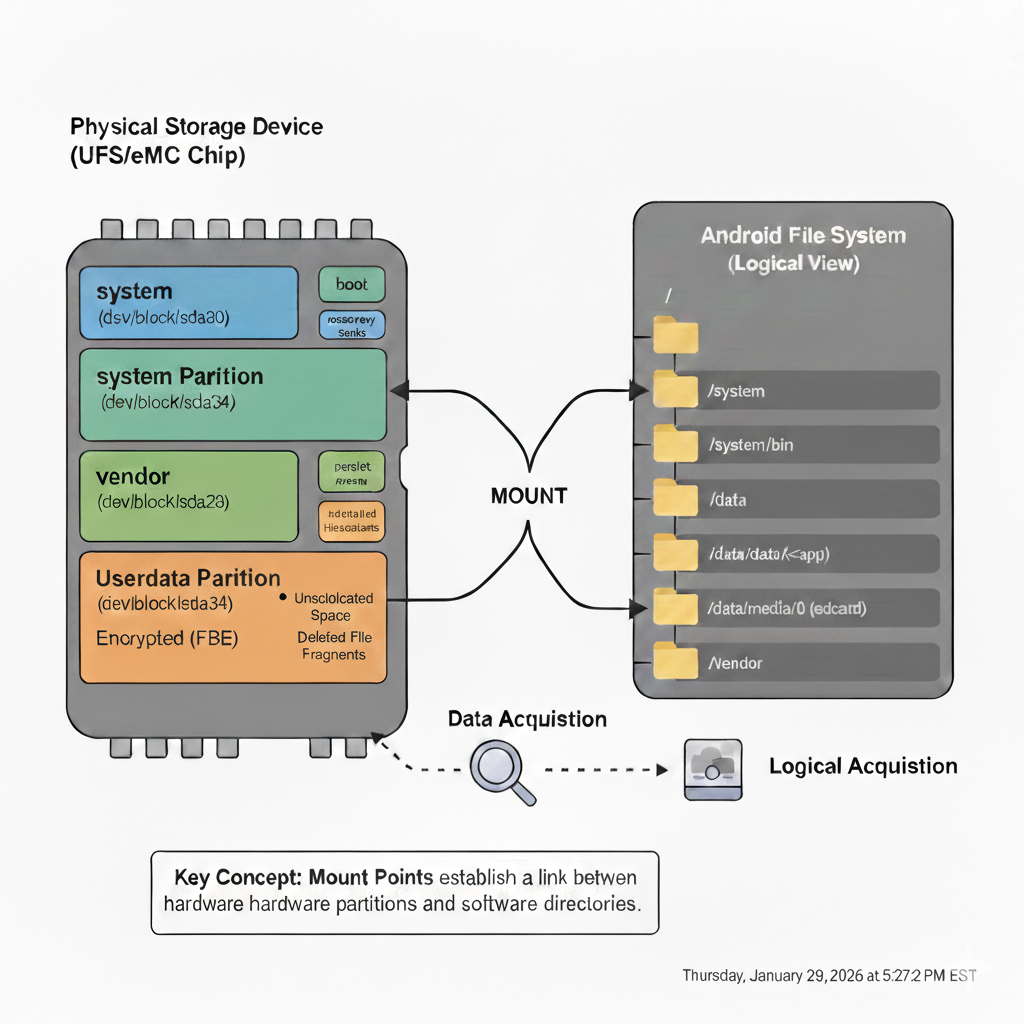 Physical Storage Device
(UFS/eMC Chip)
system
(dsv/block/sda30)
boot
Senks
system Parition
(dev/block/sda34)
vendor
(dev/block/sda28)
perslet
Userdata Parition
(dev/block/sda34)
Encrypted (FBE)
• Unsclolcated
Space
Delefed FIle
Fragments
MOUNT
Android File System
(Logical View)
/
/system
/system/bin
/data
/data/data/<app)
/data/media/0 (edcard)
/Vendor
Data Acquistion
Logical Acquistion
Key Concept: Mount Points establish a link betwen
hardware hardware partitions and software directories.
Thursday, January 29, 2026 at 5:27:2 PM EST